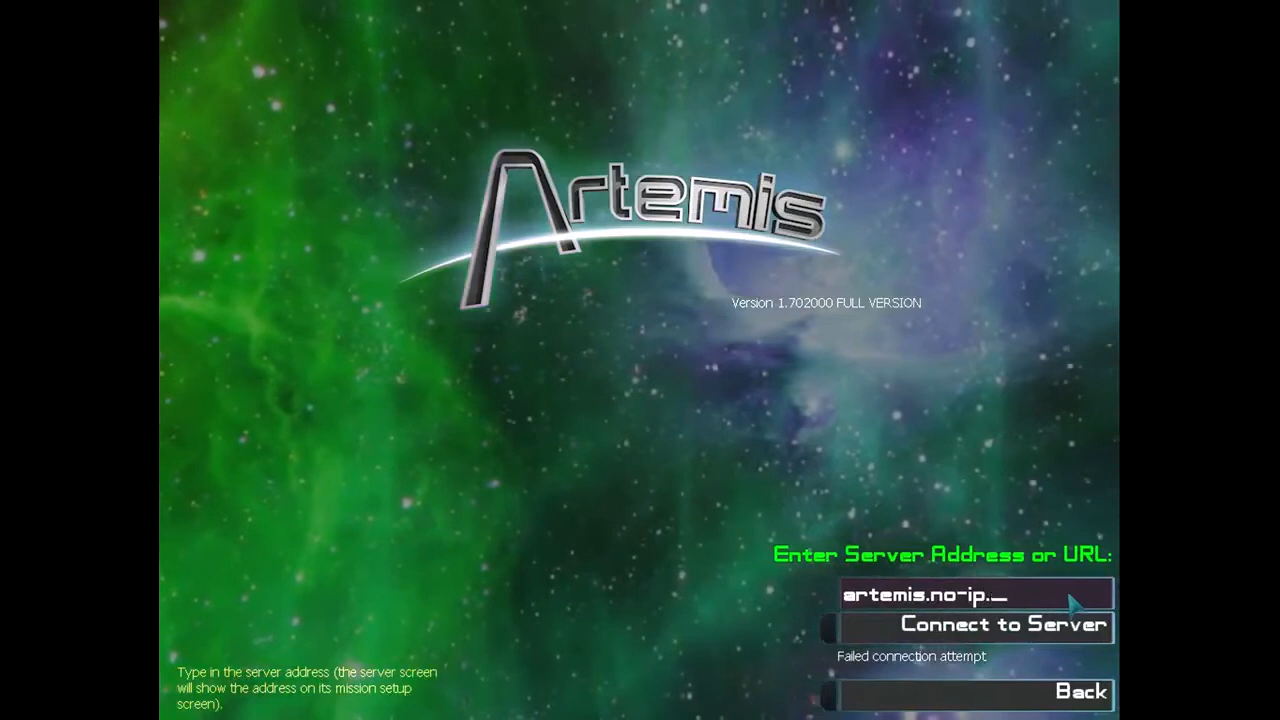 Artemis
Version 1.702000 FULL VERSION
Enter Server Address or URL:
artemis.no-ip._
Connect to Server
Failed connection attempt
Back
Type in the server address (the server screen
will show the address on its mission setup
screen).